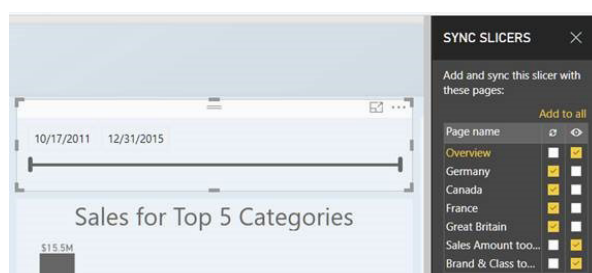 SYNC SLICERS
Add and sync this slicer with
these pages:
Add to all
Page name
Overview
Germany
Canada
France
Great Britain
Sales Amount too...
Brand & Class to...
10/17/2011 12/31/2015
Sales for Top 5 Categories
$15.5M